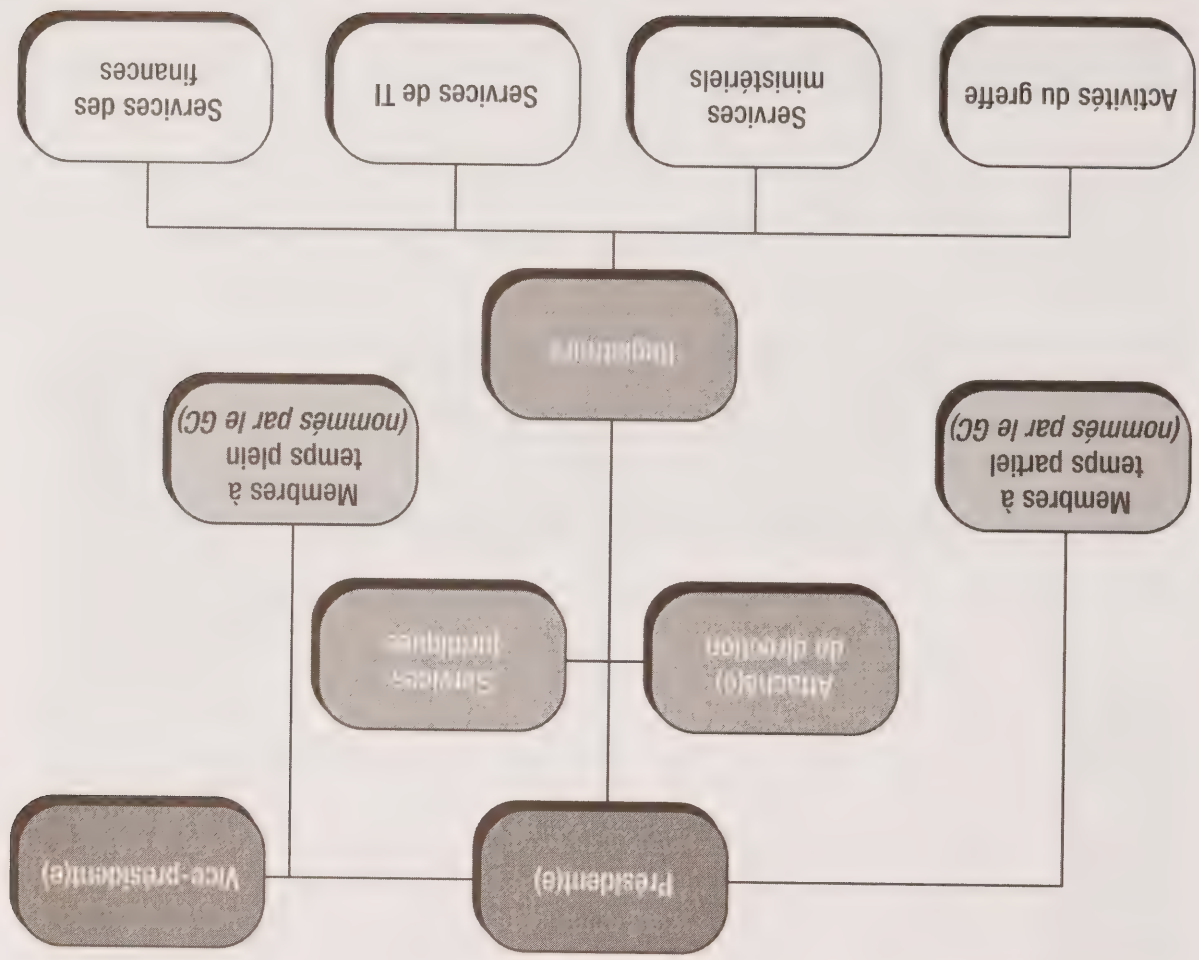 Président(e)
Vice-président(e)
Attaché(e)
de direction
Services
juridiques
Membres à
temps partiel
(nommés par le GC)
Membres à
temps plein
(nommés par le GC)
Registraire
Activités du greffe
Services
ministériels
Services de TI
Services des
finances